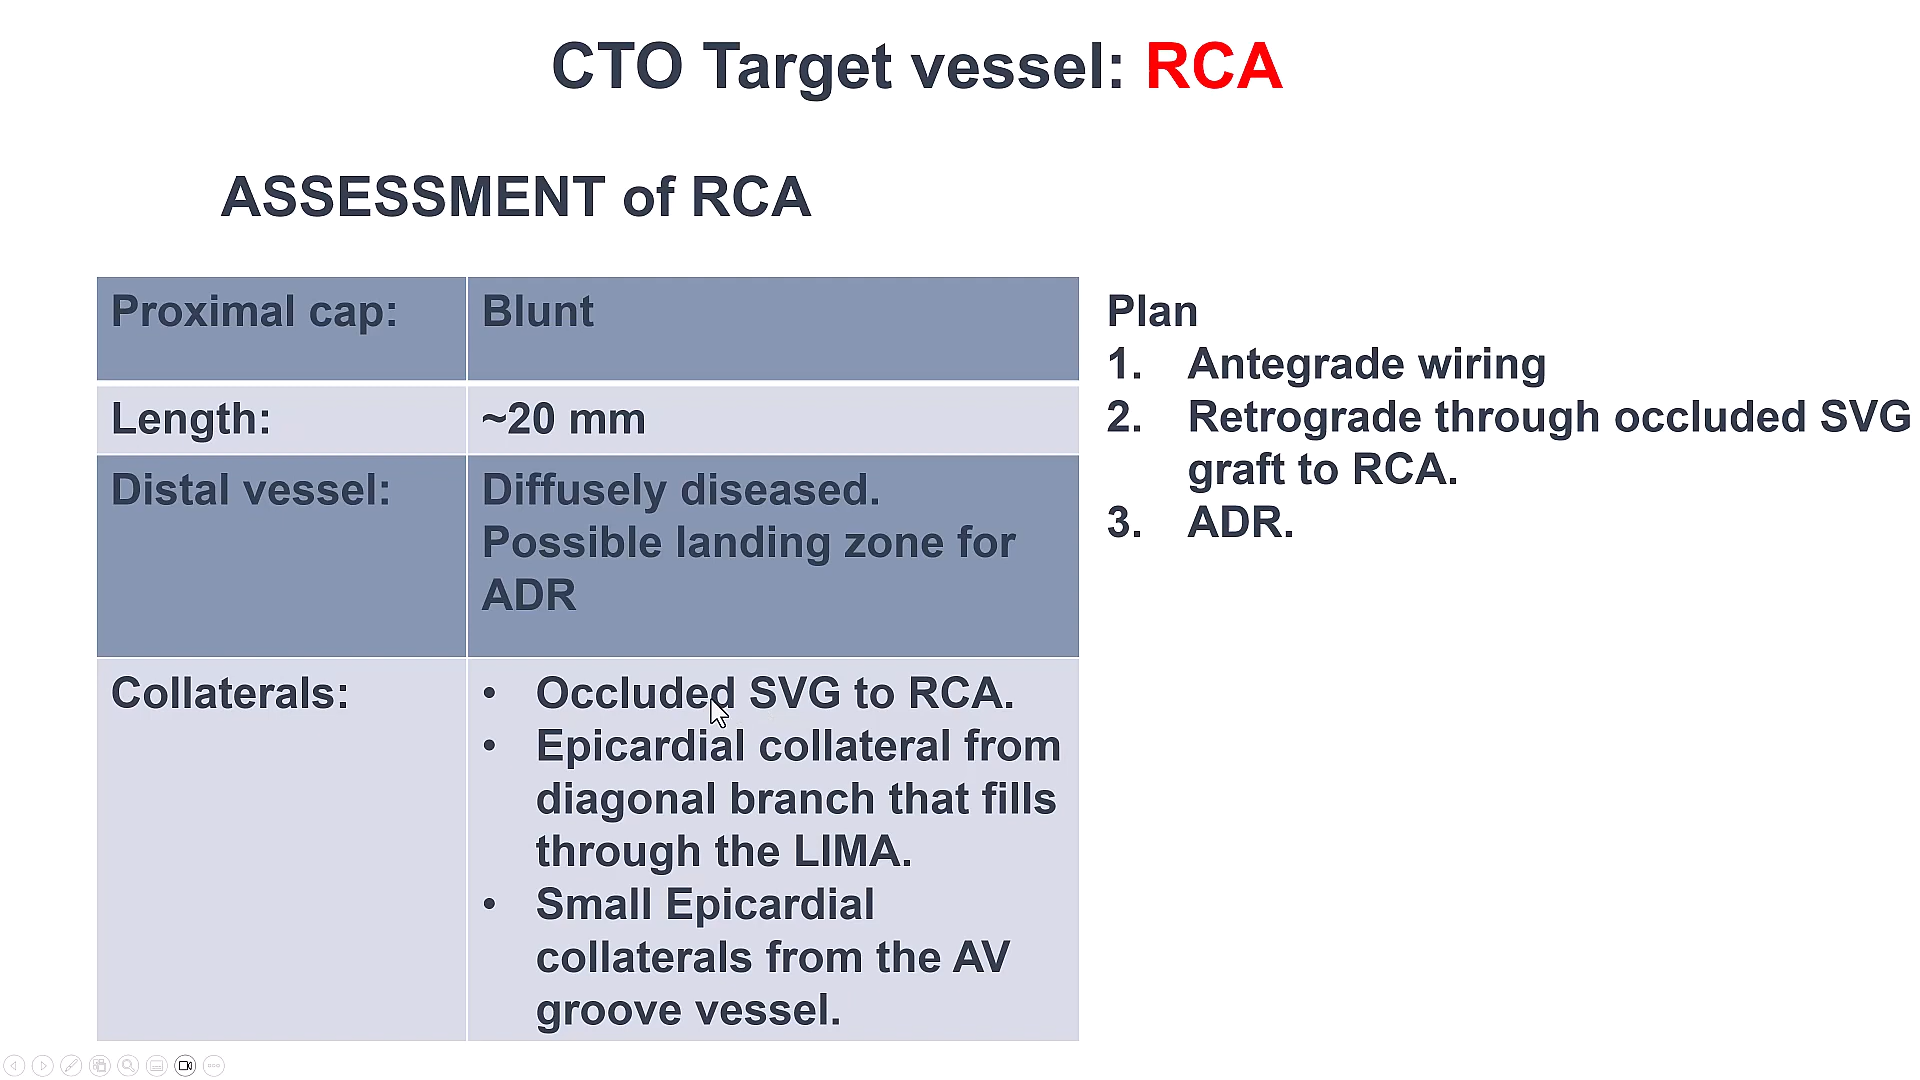 CTO Target vessel: RCA
ASSESSMENT of RCA
Proximal cap: Blunt
Length: ~20 mm
Distal vessel: Diffusely diseased.
Possible landing zone for
ADR
Collaterals: • Occluded SVG to RCA.
• Epicardial collateral from
diagonal branch that fills
through the LIMA.
• Small Epicardial
collaterals from the AV
groove vessel.
Plan
1. Antegrade wiring
2. Retrograde through occluded SVG
graft to RCA.
3. ADR.